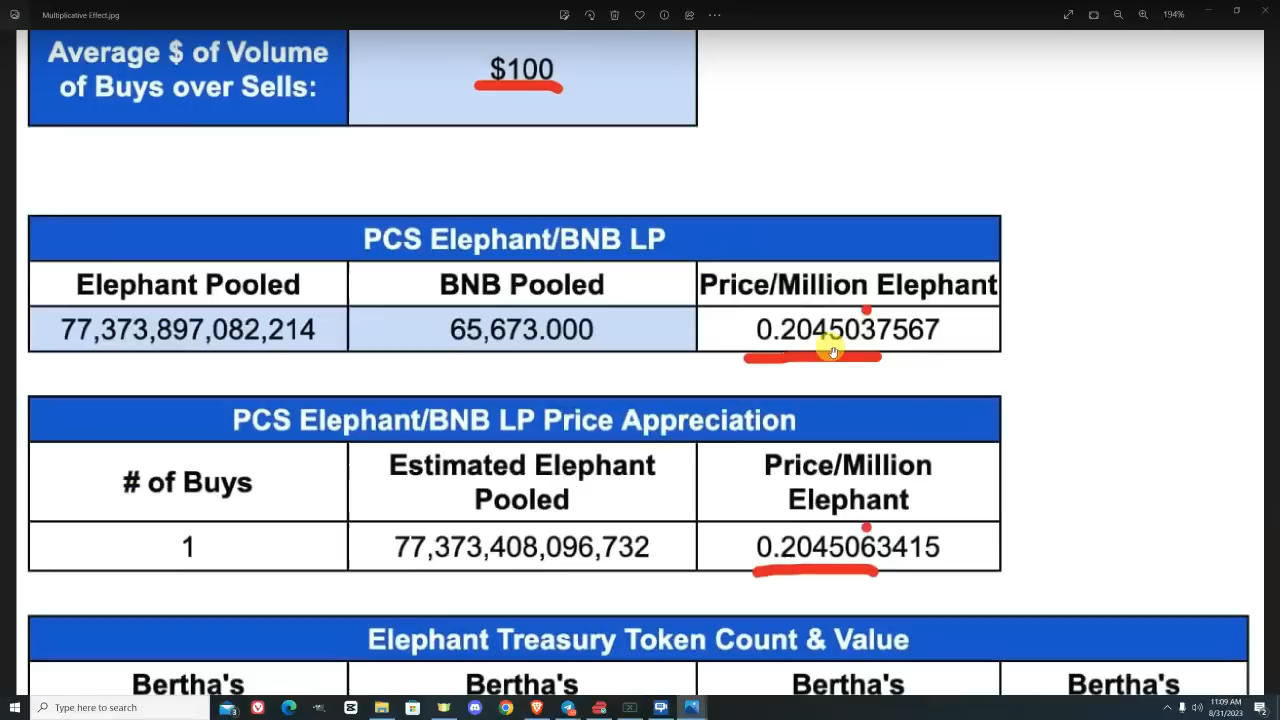 Multiplicative Effect.jpg
194%
Average $ of Volume
of Buys over Sells:
$100
PCS Elephant/BNB LP
Elephant Pooled
BNB Pooled
Price/Million Elephant
77,373,897,082,214
65,673.000
0.2045037567
PCS Elephant/BNB LP Price Appreciation
# of Buys
Estimated Elephant
Pooled
Price/Million
Elephant
1
77,373,408,096,732
0.2045063415
Elephant Treasury Token Count & Value
Bertha's
Bertha's
Bertha's
Bertha's
Type here to search
3
11:09 AM
8/31/2023
2